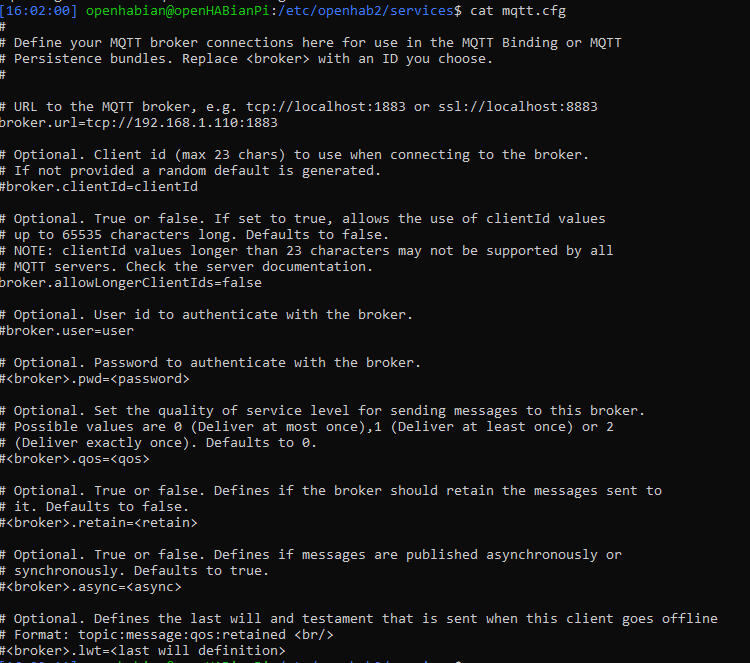 [16:02:00] openhabian@openHABianPi:/etc/openhab2/services$ cat mqtt.cfg
#
# Define your MQTT broker connections here for use in the MQTT Binding or MQTT
# Persistence bundles. Replace <broker> with an ID you choose.
#
# URL to the MQTT broker, e.g. tcp://localhost:1883 or ssl://localhost:8883
broker.url=tcp://192.168.1.110:1883
# Optional. Client id (max 23 chars) to use when connecting to the broker.
# If not provided a random default is generated.
#broker.clientId=clientId
# Optional. True or false. If set to true, allows the use of clientId values
# up to 65535 characters long. Defaults to false.
# NOTE: clientId values longer than 23 characters may not be supported by all
# MQTT servers. Check the server documentation.
broker.allowLongerClientIds=false
# Optional. User id to authenticate with the broker.
#broker.user=user
# Optional. Password to authenticate with the broker.
#<broker>.pwd=<password>
# Optional. Set the quality of service level for sending messages to this broker.
# Possible values are 0 (Deliver at most once),1 (Deliver at least once) or 2
# (Deliver exactly once). Defaults to 0.
#<broker>.qos=<qos>
# Optional. True or false. Defines if the broker should retain the messages sent to
# it. Defaults to false.
#<broker>.retain=<retain>
# Optional. True or false. Defines if messages are published asynchronously or
# synchronously. Defaults to true.
#<broker>.async=<async>
# Optional. Defines the last will and testament that is sent when this client goes offline
# Format: topic:message:qos:retained <br/>
#<broker>.lwt=<last will definition>